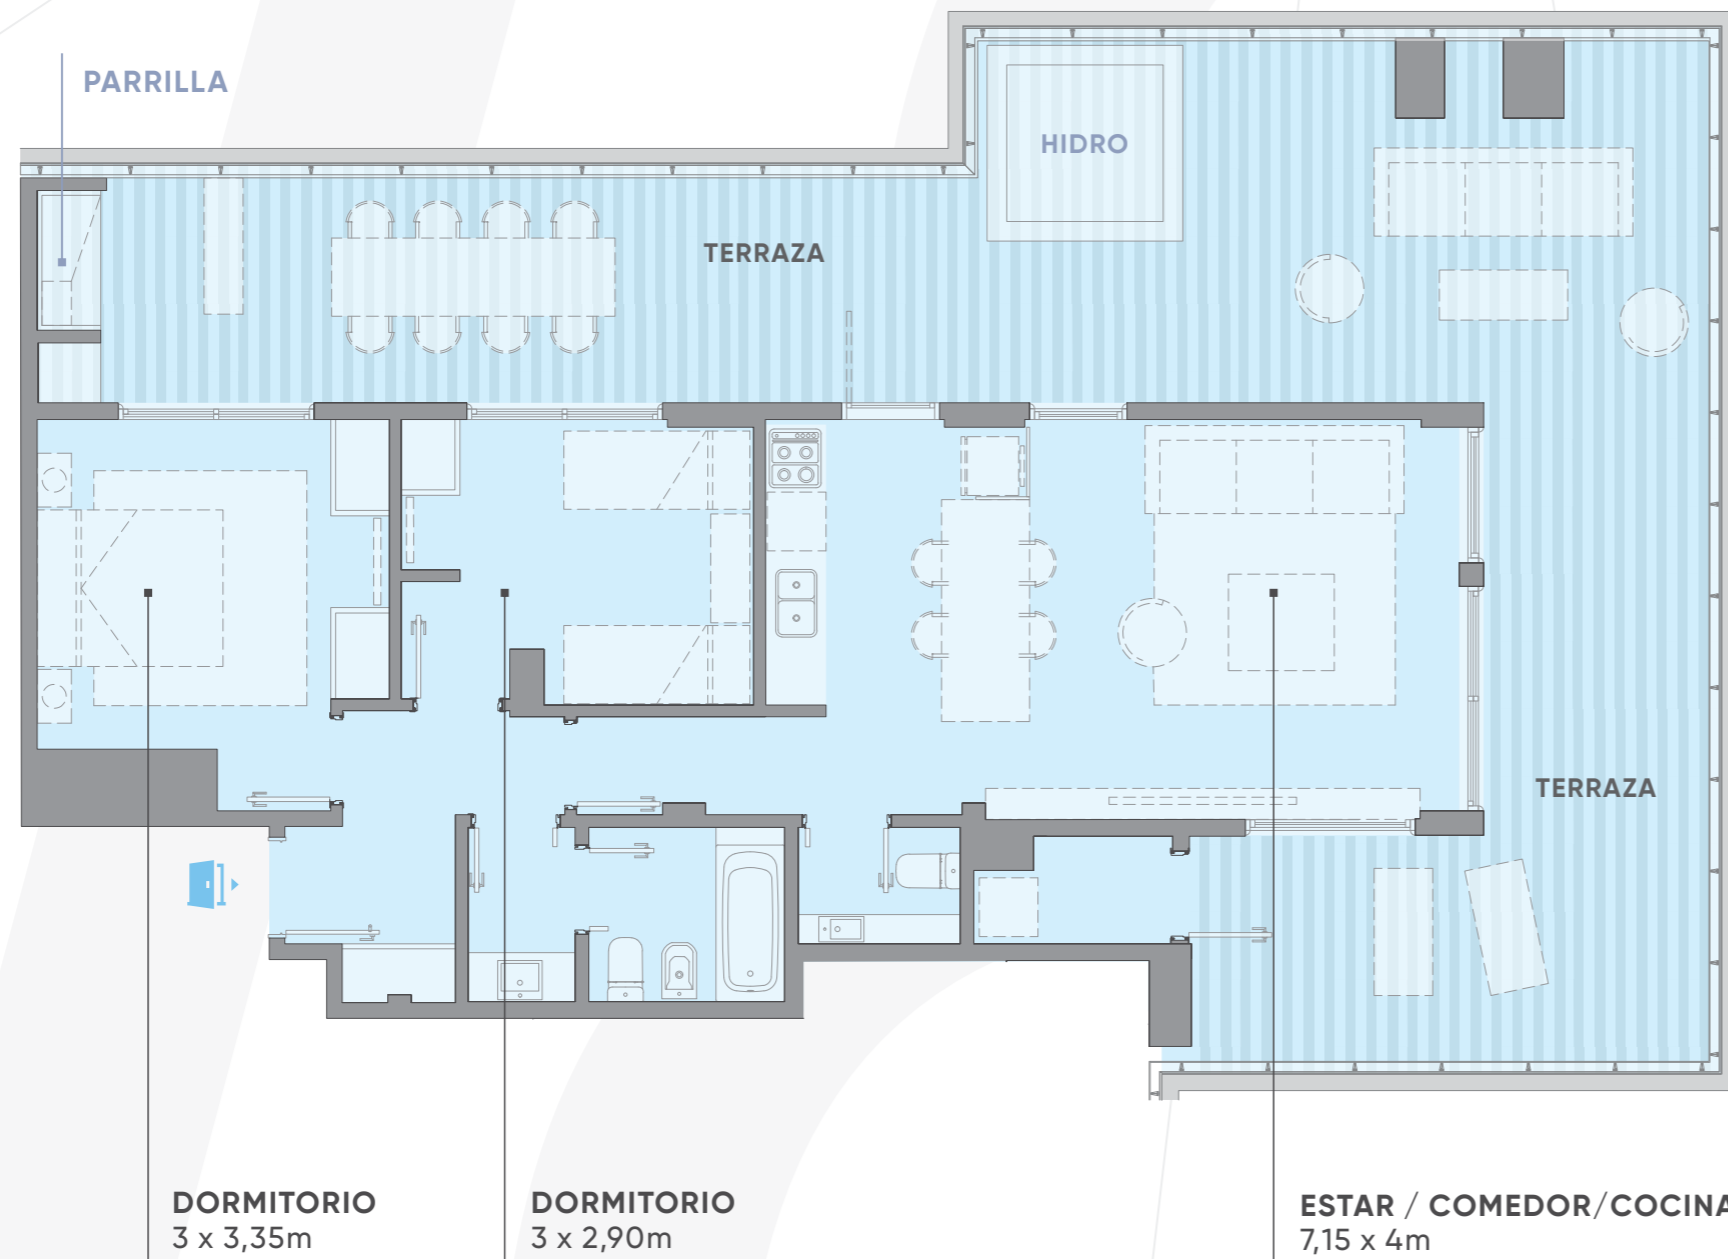 PARRILLA
HIDRO
TERRAZA
TERRAZA
DORMITORIO
3 x 3,35m
DORMITORIO
3 x 2,90m
ESTAR / COMEDOR/COCINA
7,15 x 4m